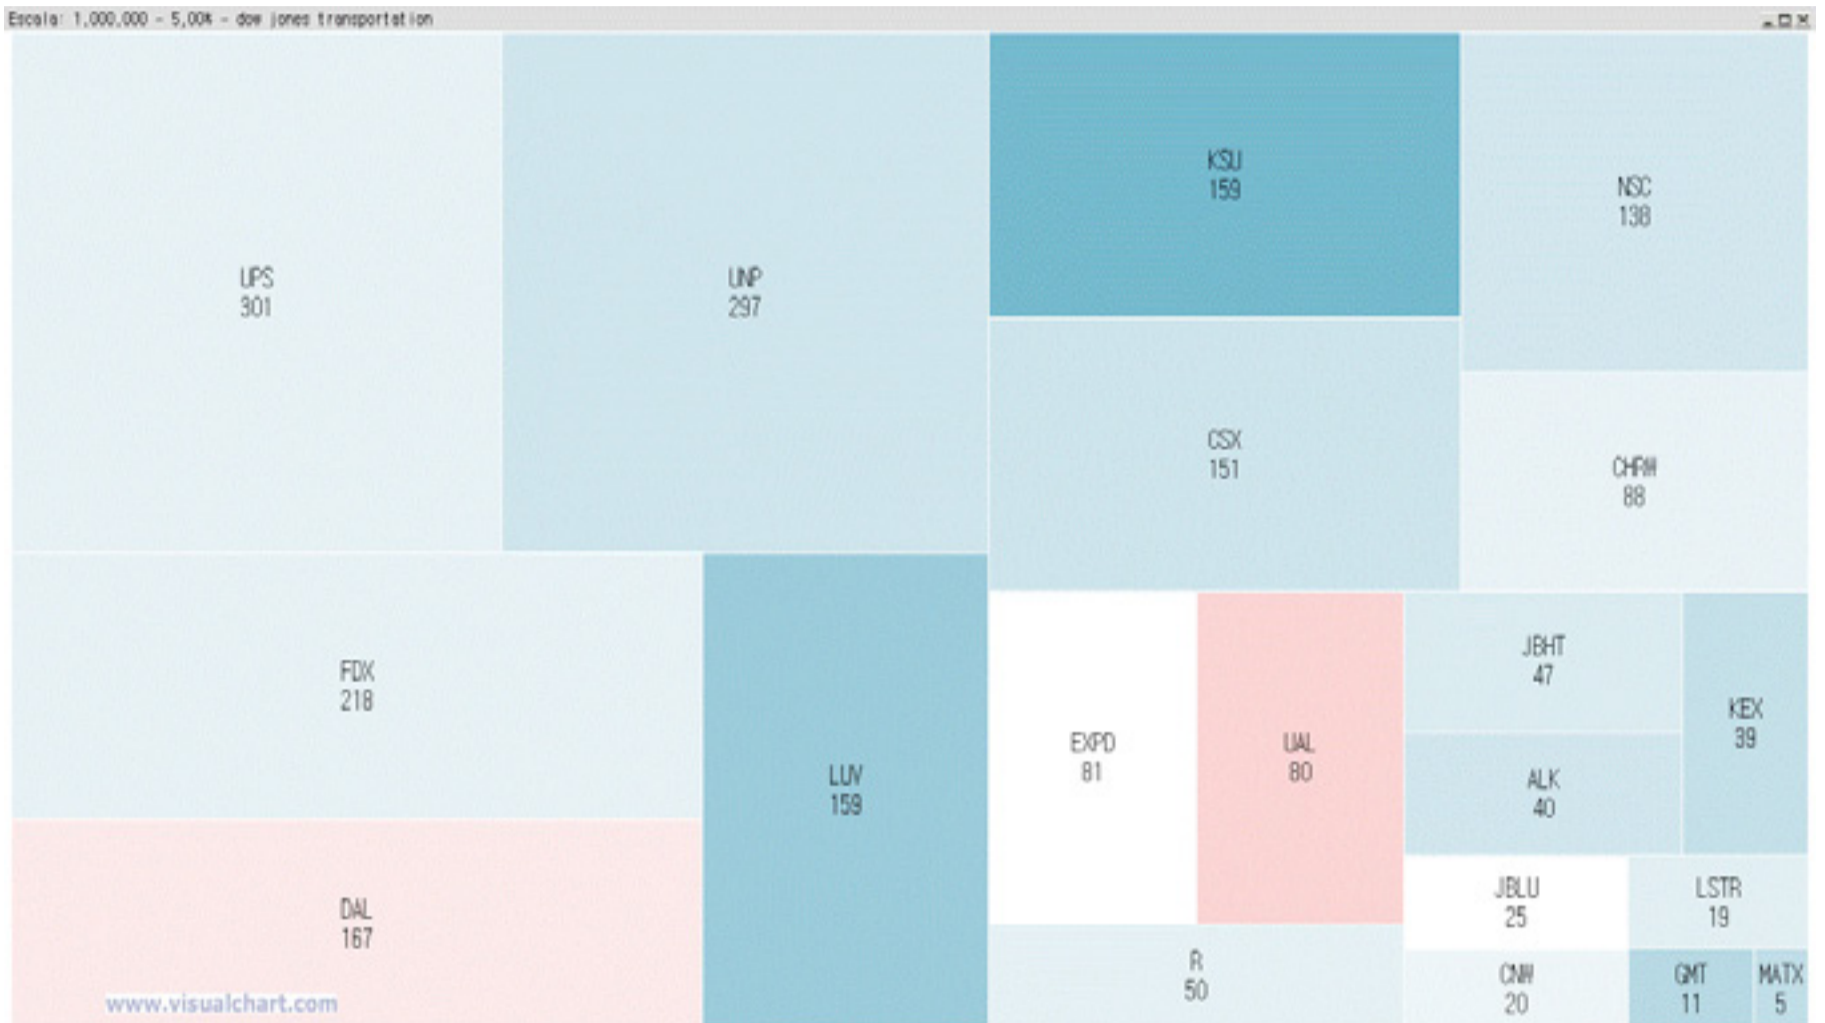 Escala: 1,000,000 - 5,00% - dow jones transportation
UPS
301
UNP
297
KSU
159
NSC
138
CSX
151
CHRW
88
FDX
218
LUV
159
DAL
167
EXPD
81
UAL
80
JBHT
47
KEX
39
ALK
40
JBLU
25
LSTR
19
R
50
CNW
20
GMT
11
MATX
5
www.visualchart.com